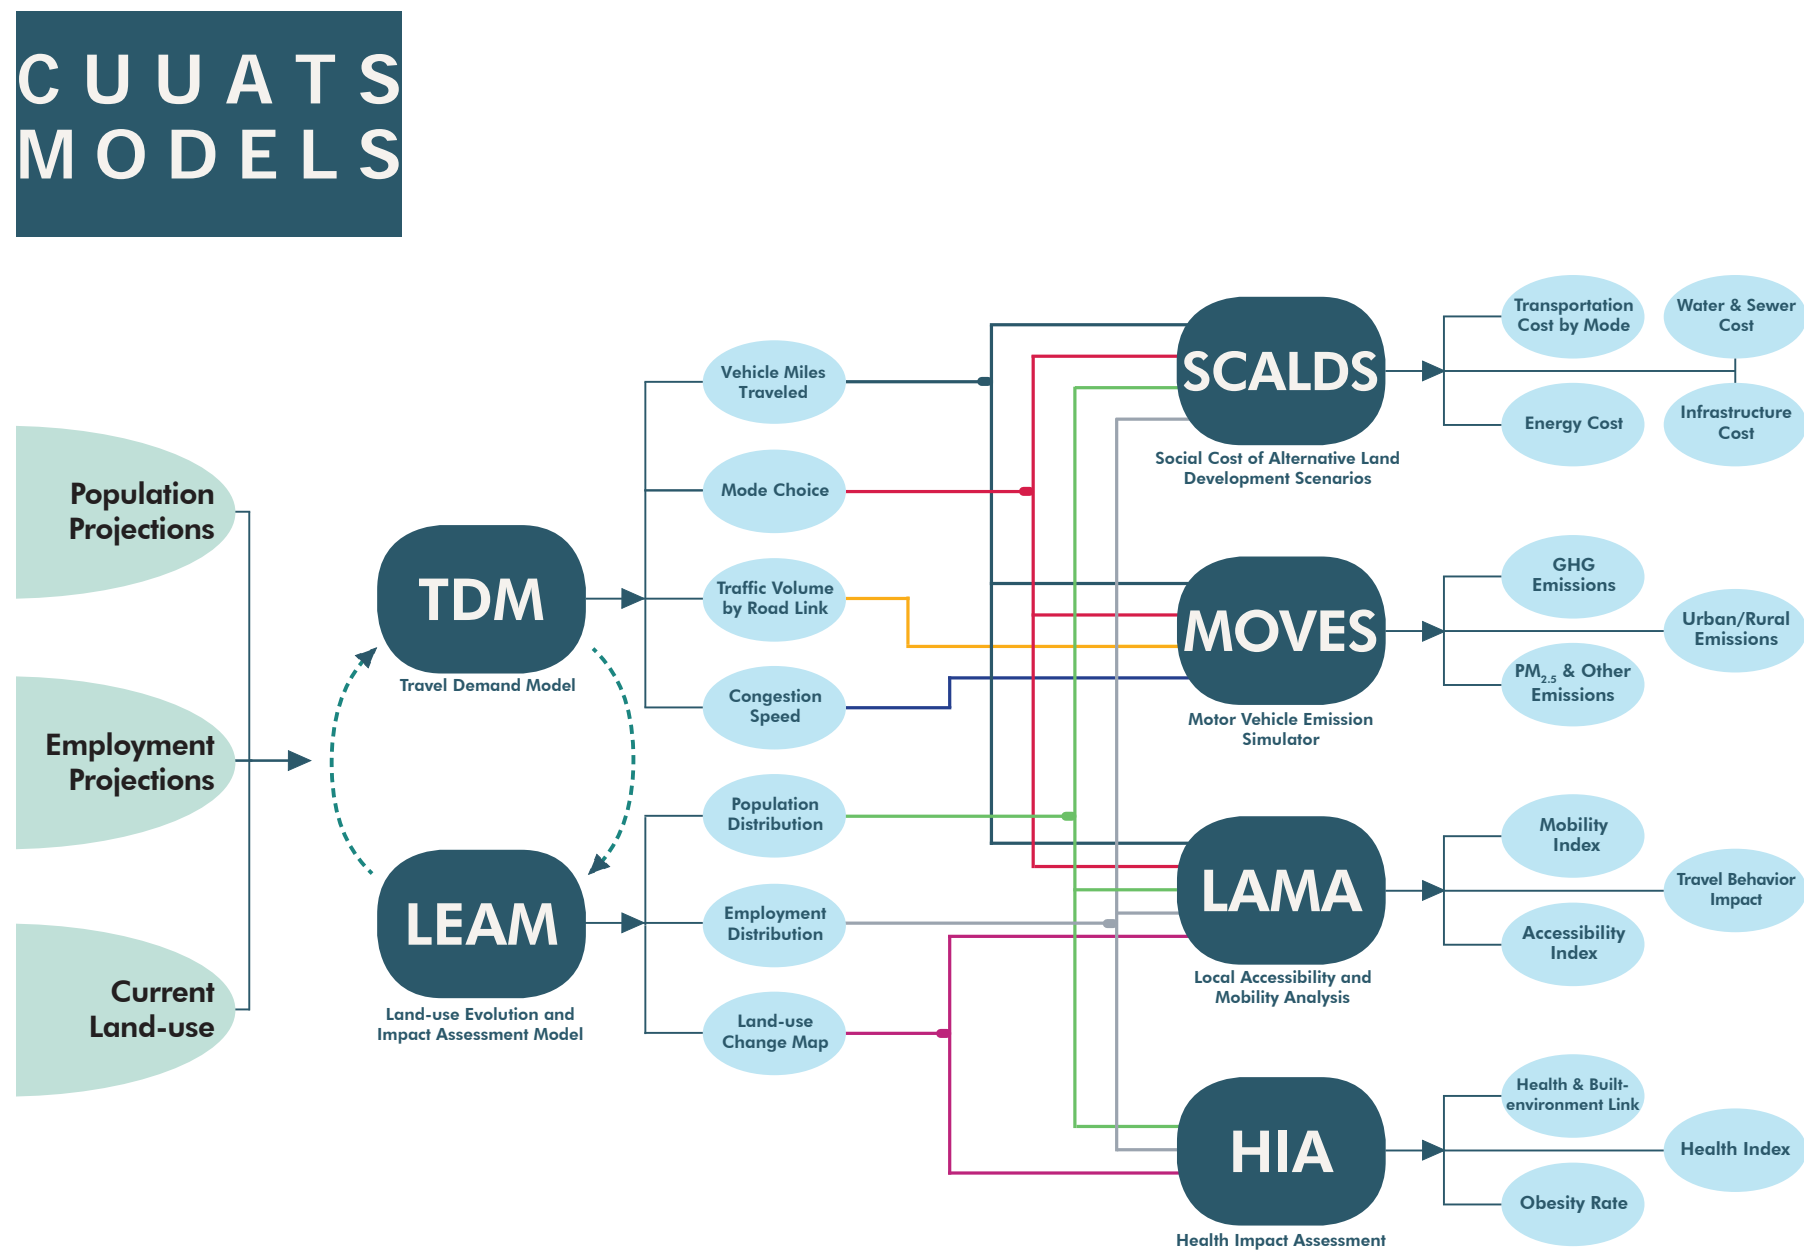 CUUATS
MODELS
Population
Projections
Employment
Projections
Current
Land-use
TDM
Travel Demand Model
LEAM
Land-use Evolution and
Impact Assessment Model
Vehicle Miles
Traveled
Mode Choice
Traffic Volume
by Road Link
Congestion
Speed
Population
Distribution
Employment
Distribution
Land-use
Change Map
SCALDS
Social Cost of Alternative Land
Development Scenarios
MOVES
Motor Vehicle Emission
Simulator
LAMA
Local Accessibility and
Mobility Analysis
HIA
Health Impact Assessment
Transportation
Cost by Mode
Water & Sewer
Cost
Energy Cost
Infrastructure
Cost
GHG
Emissions
Urban/Rural
Emissions
PM2.5 & Other
Emissions
Mobility
Index
Travel Behavior
Impact
Accessibility
Index
Health & Built-
environment Link
Health Index
Obesity Rate